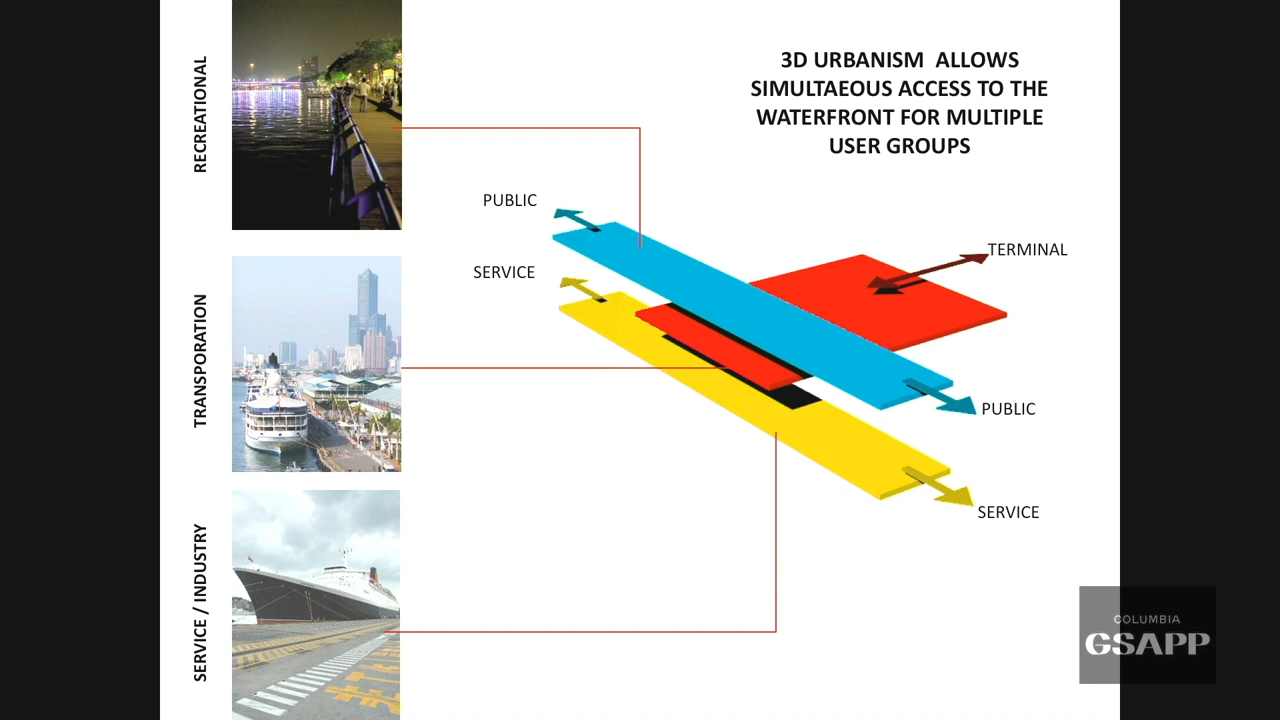 3D URBANISM ALLOWS
SIMULTAEOUS ACCESS TO THE
WATERFRONT FOR MULTIPLE
USER GROUPS
RECREATIONAL
TRANSPORATION
SERVICE / INDUSTRY
PUBLIC
SERVICE
TERMINAL
PUBLIC
SERVICE
COLUMBIA
GSAPP